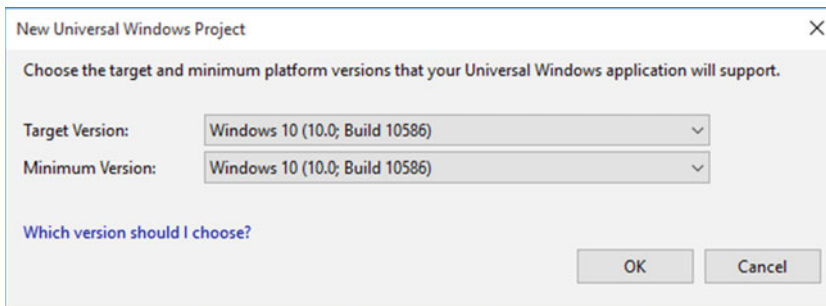 New Universal Windows Project
Choose the target and minimum platform versions that your Universal Windows application will support.
Target Version: Windows 10 (10.0; Build 10586)
Minimum Version: Windows 10 (10.0; Build 10586)
Which version should I choose?
OK Cancel